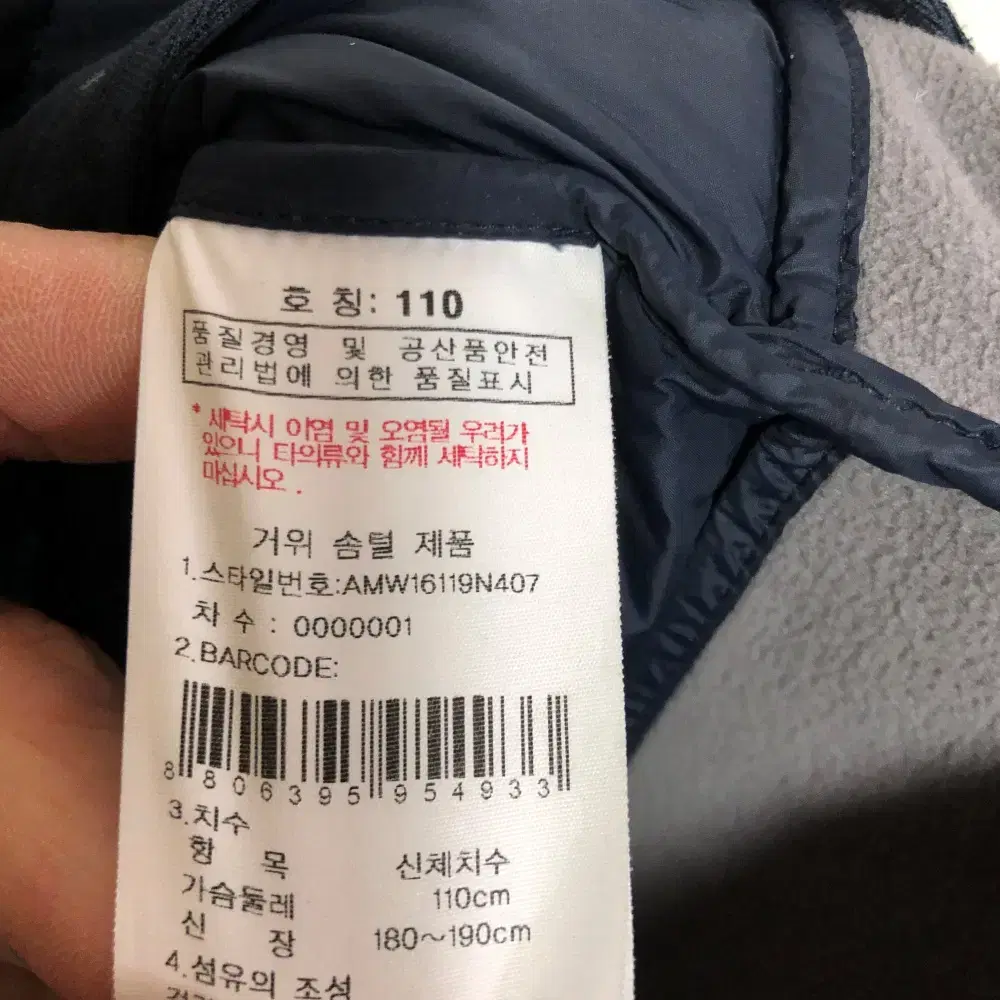 호 칭: 110
품질경영 및 공산품안전
관리법에 의한 품질표시
* 세탁시 이염 및 오염될 우려가
있으니 타의류와 함께 세탁하지
마십시오 .
거위 솜털 제품
1.스타일번호:AMW16119N407
차 수 : 0000001
2.BARCODE:
8 806395 954933
3.치수
항 목 신체치수
가슴둘레 110cm
신 장 180~190cm
4.섬유의 조성